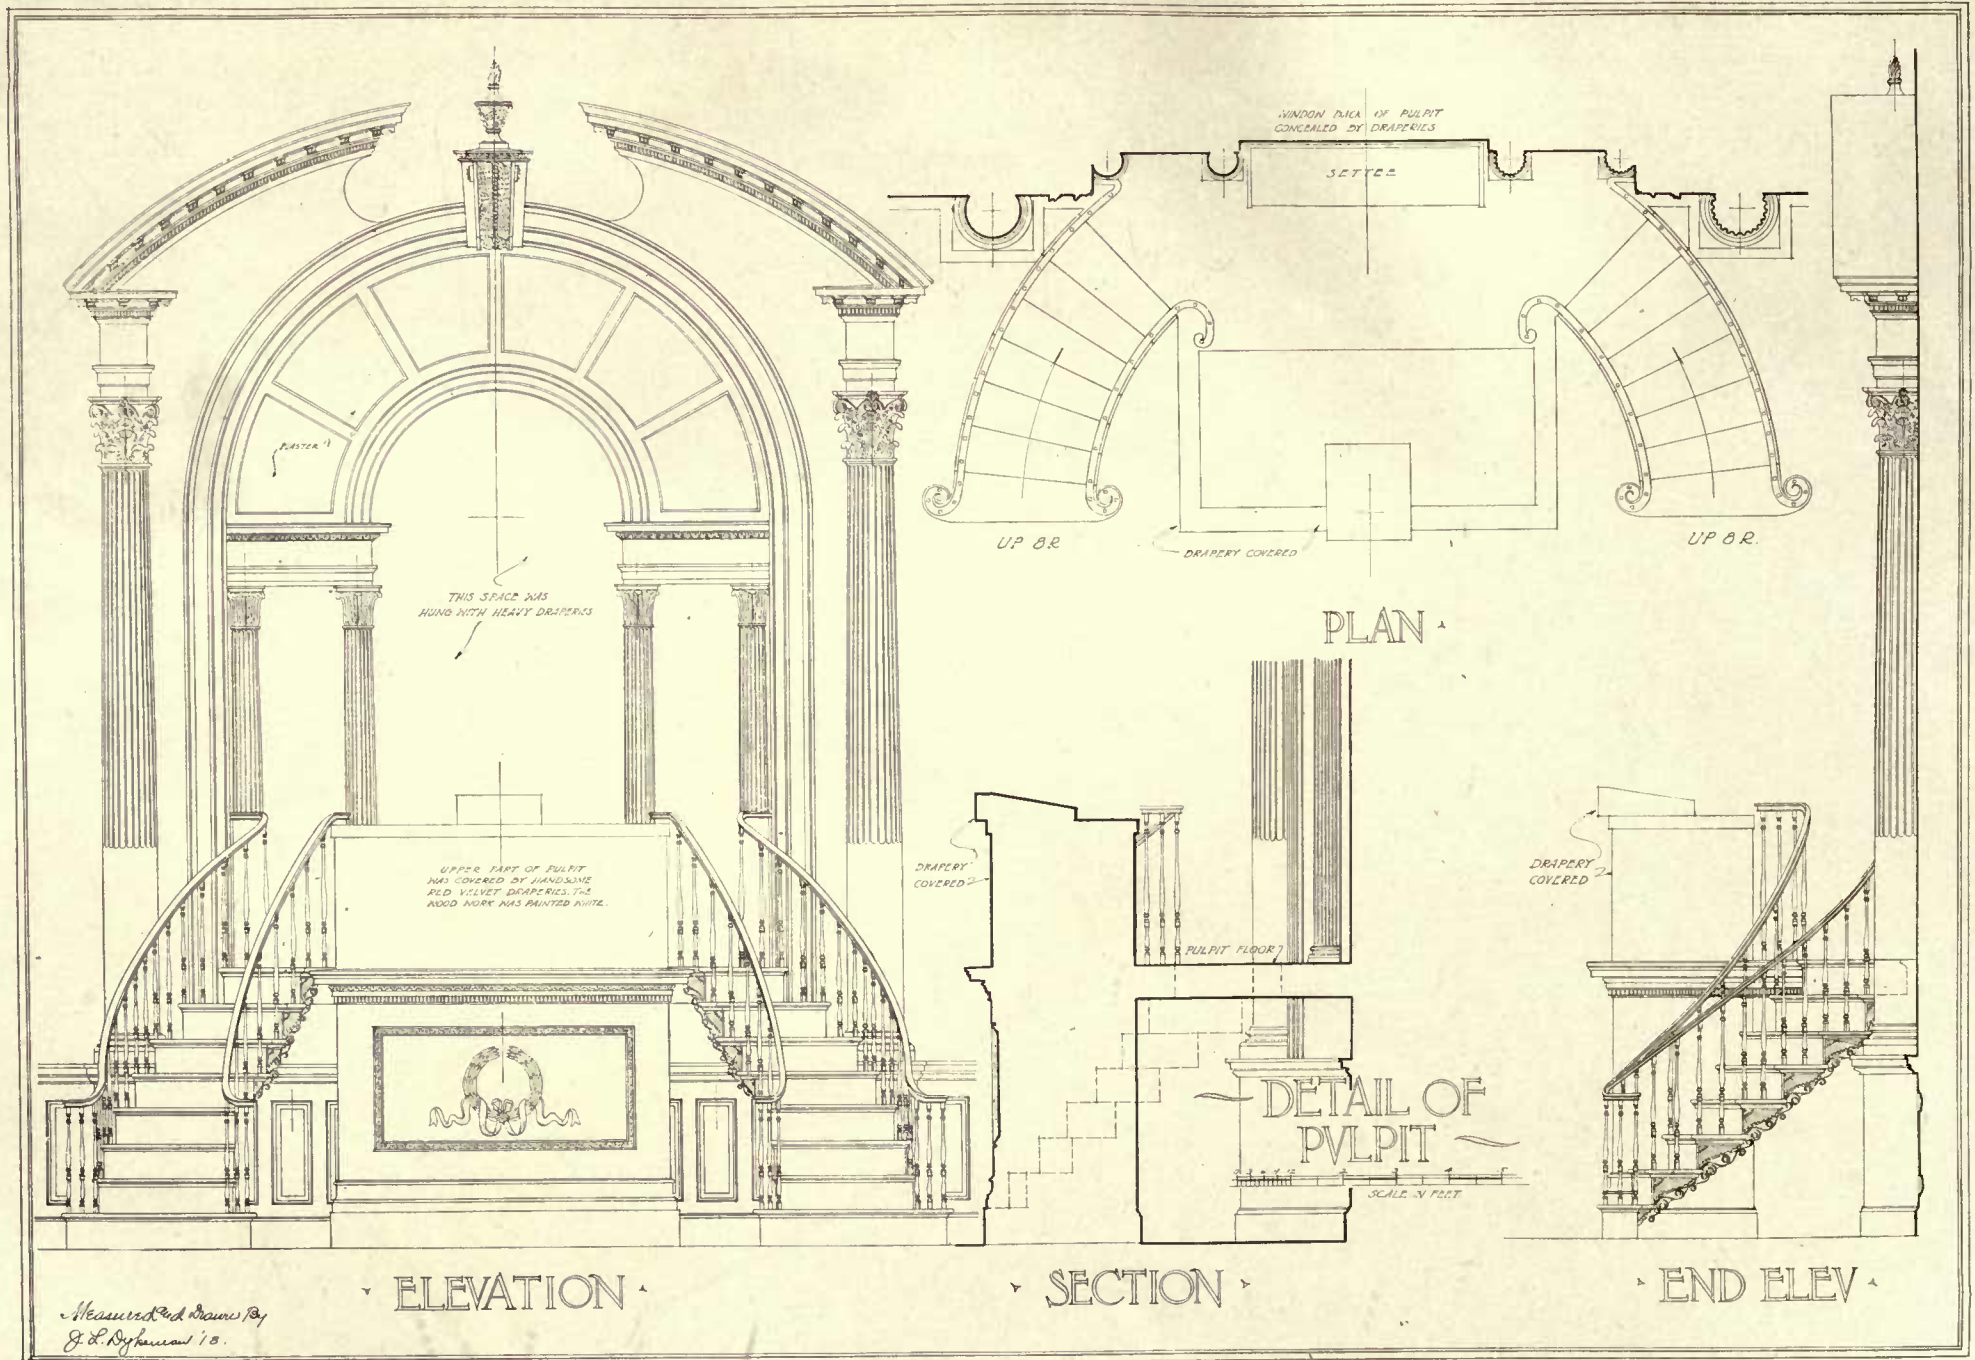 WINDOW BACK OF PULPIT
CONCEALED BY DRAPERIES
SETTEE
PLASTER
UP 8R
DRAPERY COVERED
UP 8R.
THIS SPACE WAS
HUNG WITH HEAVY DRAPERIES
PLAN
UPPER PART OF PULPIT
WAS COVERED BY HANDSOME
RED VELVET DRAPERIES. THE
WOOD WORK WAS PAINTED WHITE.
DRAPERY
COVERED
PULPIT FLOOR
DRAPERY
COVERED
DETAIL OF
PVLPIT
SCALE IN FEET
ELEVATION
SECTION
END ELEV
Measured and Drawn By
J. L. Dykeman '18.